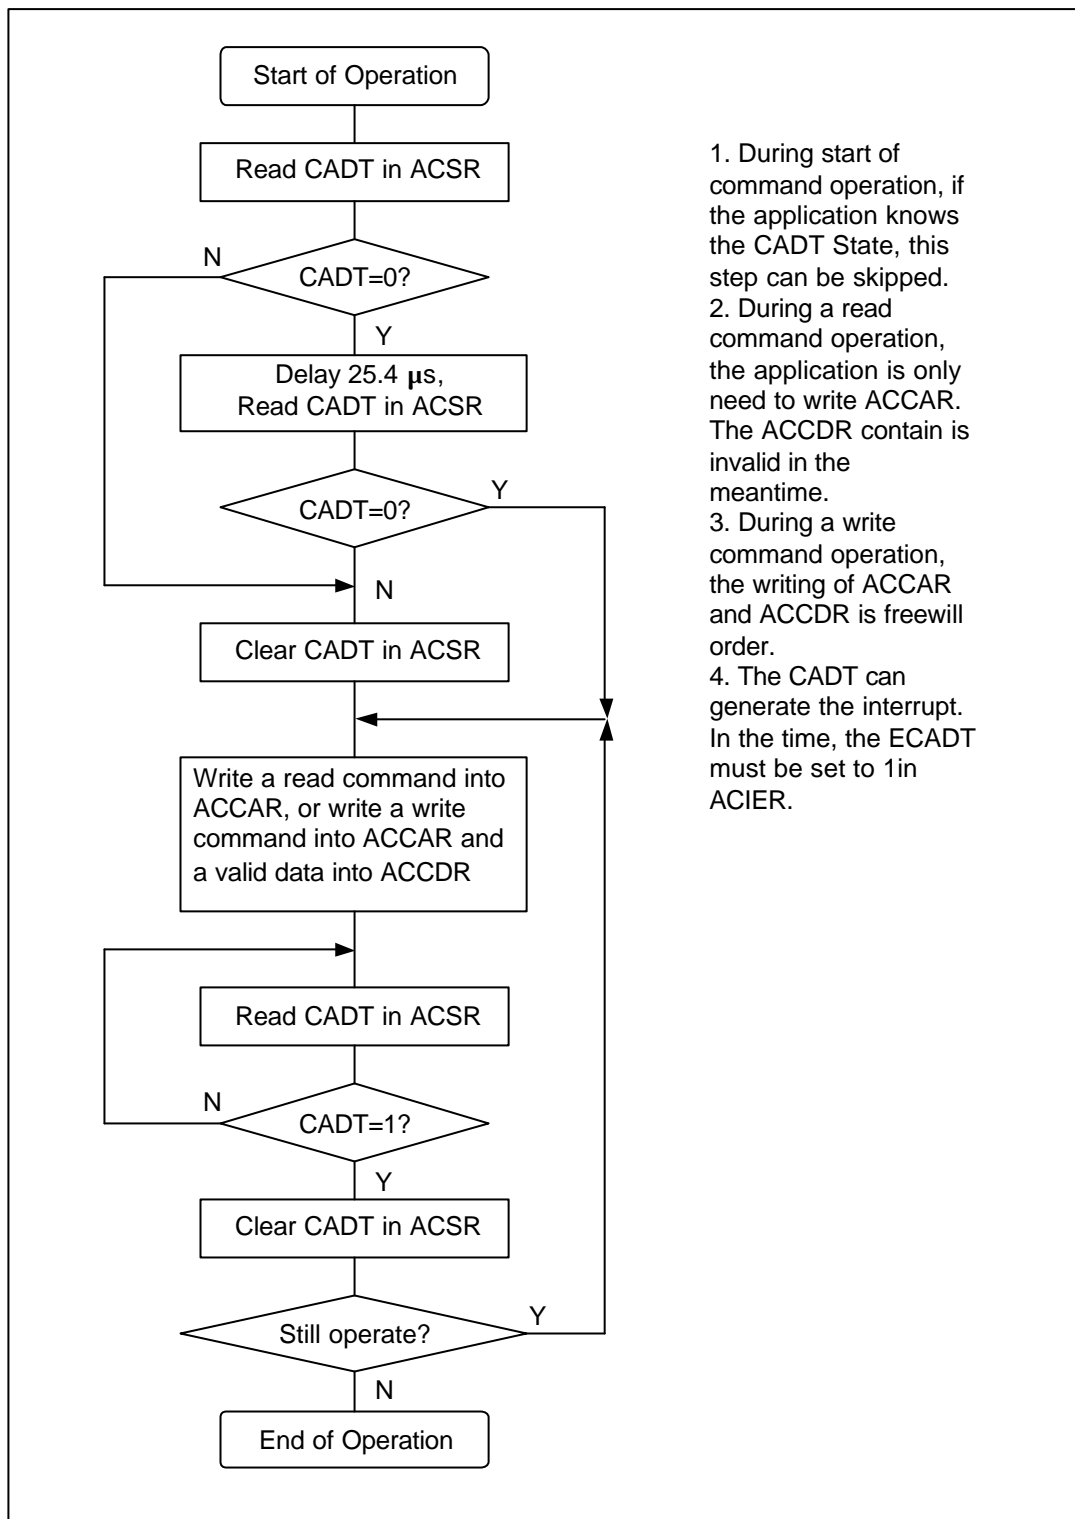 Start of Operation
Read CADT in ACSR
N
CADT=0?
Y
Delay 25.4 μs,
Read CADT in ACSR
CADT=0?
Y
N
Clear CADT in ACSR
Write a read command into
ACCAR, or write a write
command into ACCAR and
a valid data into ACCDR
Read CADT in ACSR
N
CADT=1?
Y
Clear CADT in ACSR
Y
Still operate?
N
End of Operation
1. During start of
command operation, if
the application knows
the CADT State, this
step can be skipped.
2. During a read
command operation,
the application is only
need to write ACCAR.
The ACCDR contain is
invalid in the
meantime.
3. During a write
command operation,
the writing of ACCAR
and ACCDR is freewill
order.
4. The CADT can
generate the interrupt.
In the time, the ECADT
must be set to 1in
ACIER.